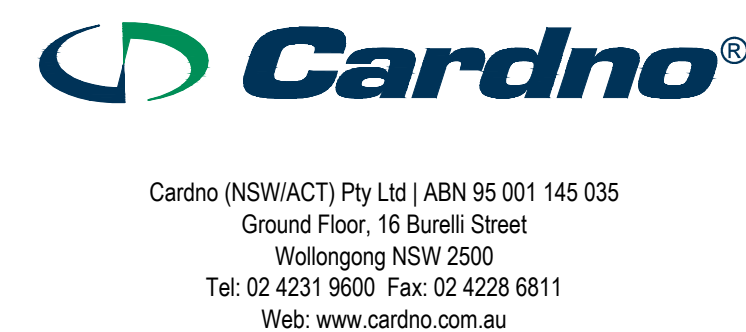 Cardno®
Cardno (NSW/ACT) Pty Ltd | ABN 95 001 145 035
Ground Floor, 16 Burelli Street
Wollongong NSW 2500
Tel: 02 4231 9600 Fax: 02 4228 6811
Web: www.cardno.com.au